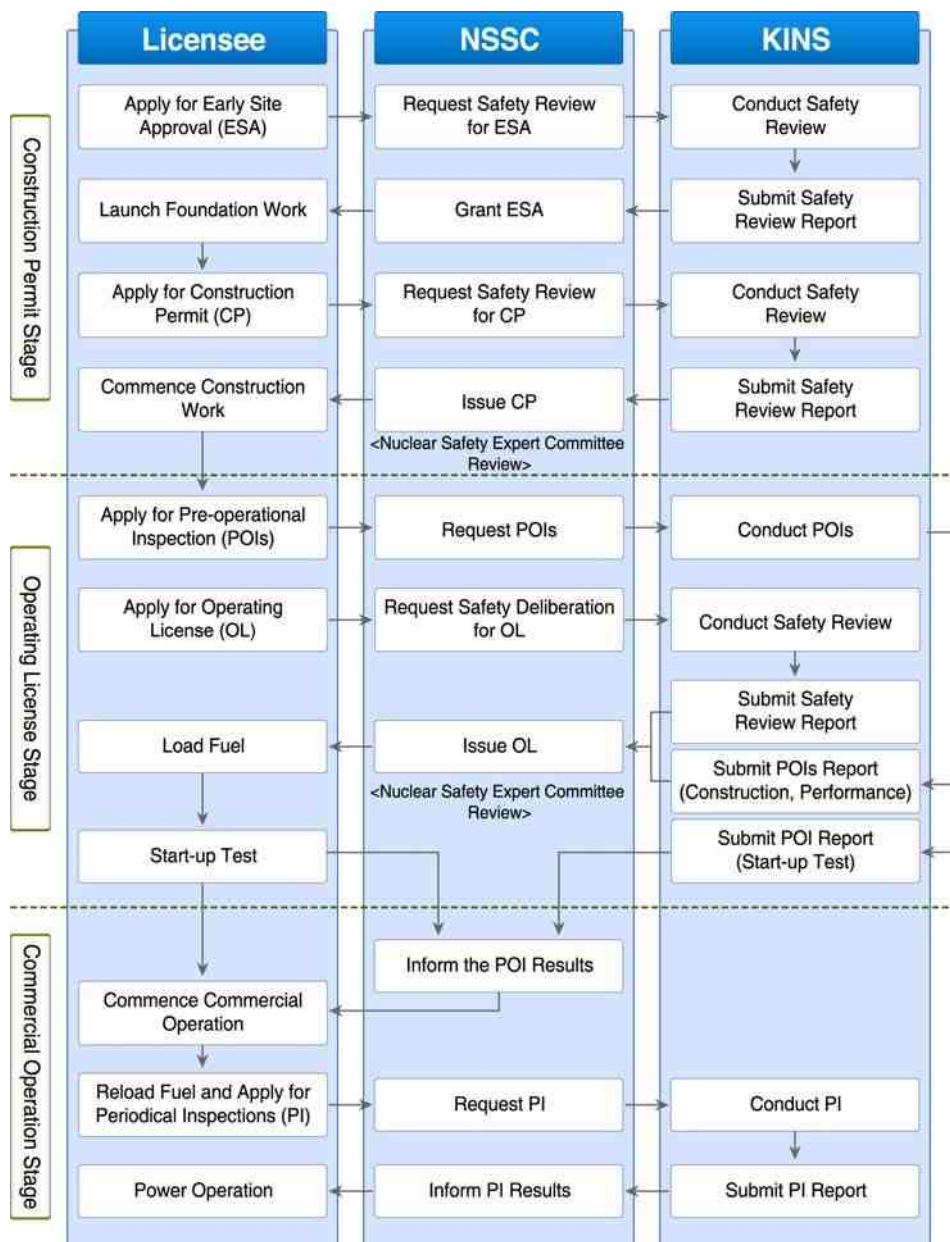 Licensee
NSSC
KINS
Construction Permit Stage
Apply for Early Site
Approval (ESA)
Request Safety Review
for ESA
Conduct Safety
Review
Launch Foundation Work
Grant ESA
Submit Safety
Review Report
Apply for Construction
Permit (CP)
Request Safety Review
for CP
Conduct Safety
Review
Commence Construction
Work
Issue CP
Submit Safety
Review Report
<Nuclear Safety Expert Committee
Review>
Operating License Stage
Apply for Pre-operational
Inspection (POIs)
Request POIs
Conduct POIs
Apply for Operating
License (OL)
Request Safety Deliberation
for OL
Conduct Safety Review
Submit Safety
Review Report
Load Fuel
Issue OL
Submit POIs Report
(Construction, Performance)
<Nuclear Safety Expert Committee
Review>
Start-up Test
Submit POI Report
(Start-up Test)
Commercial Operation Stage
Inform the POI Results
Commence Commercial
Operation
Reload Fuel and Apply for
Periodical Inspections (PI)
Request PI
Conduct PI
Power Operation
Inform PI Results
Submit PI Report